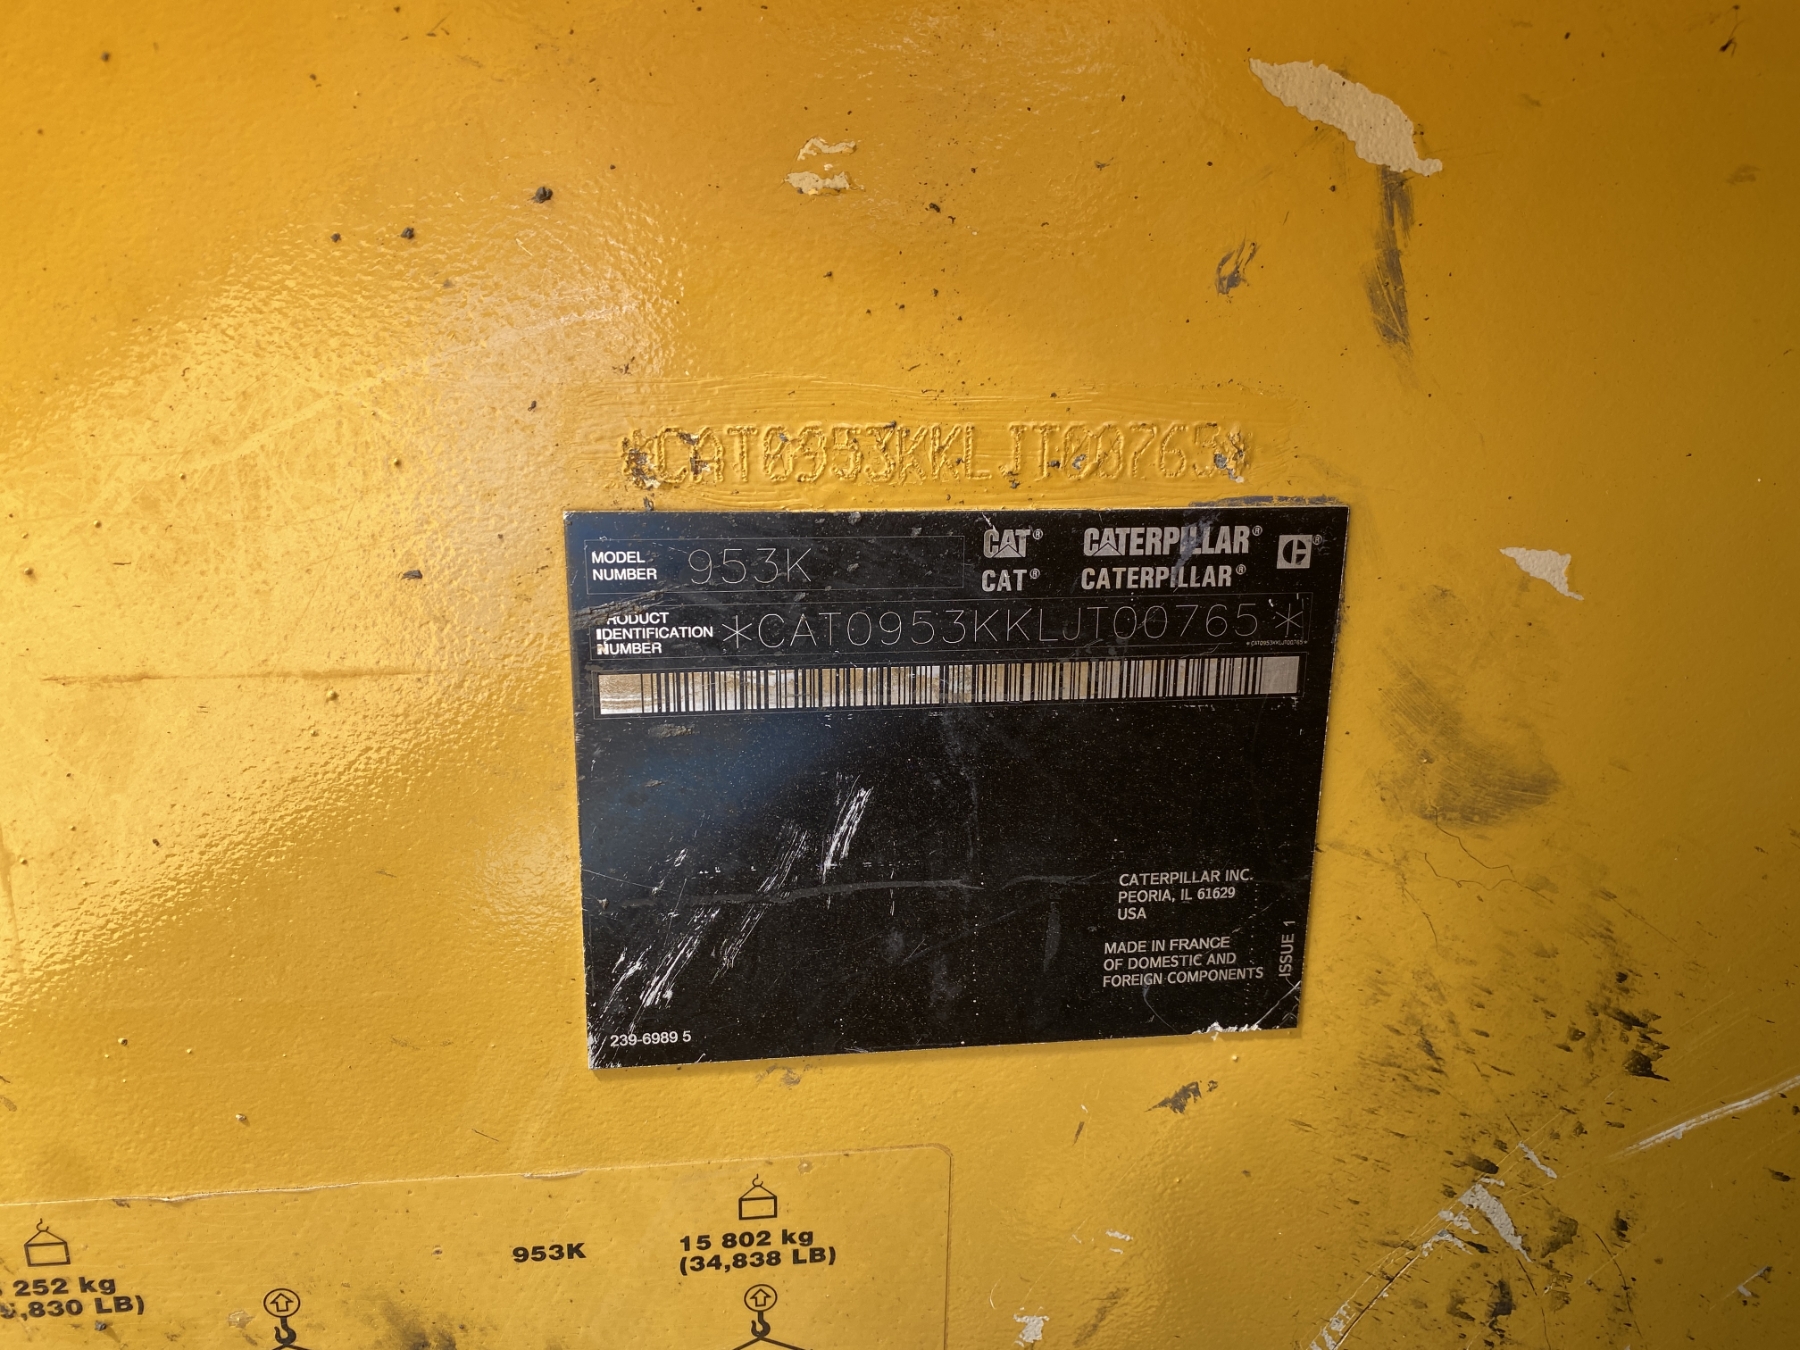 *CAT0953KKLJT00765*
MODEL NUMBER 953K
CAT® CATERPILLAR®
CAT® CATERPILLAR®
PRODUCT IDENTIFICATION NUMBER *CAT0953KKLJT00765*
*CAT0953KKLJT00765*
CATERPILLAR INC.
PEORIA, IL 61629
USA
MADE IN FRANCE
OF DOMESTIC AND
FOREIGN COMPONENTS
ISSUE 1
239-6989 5
953K
15 802 kg
(34,838 LB)
252 kg
,830 LB)